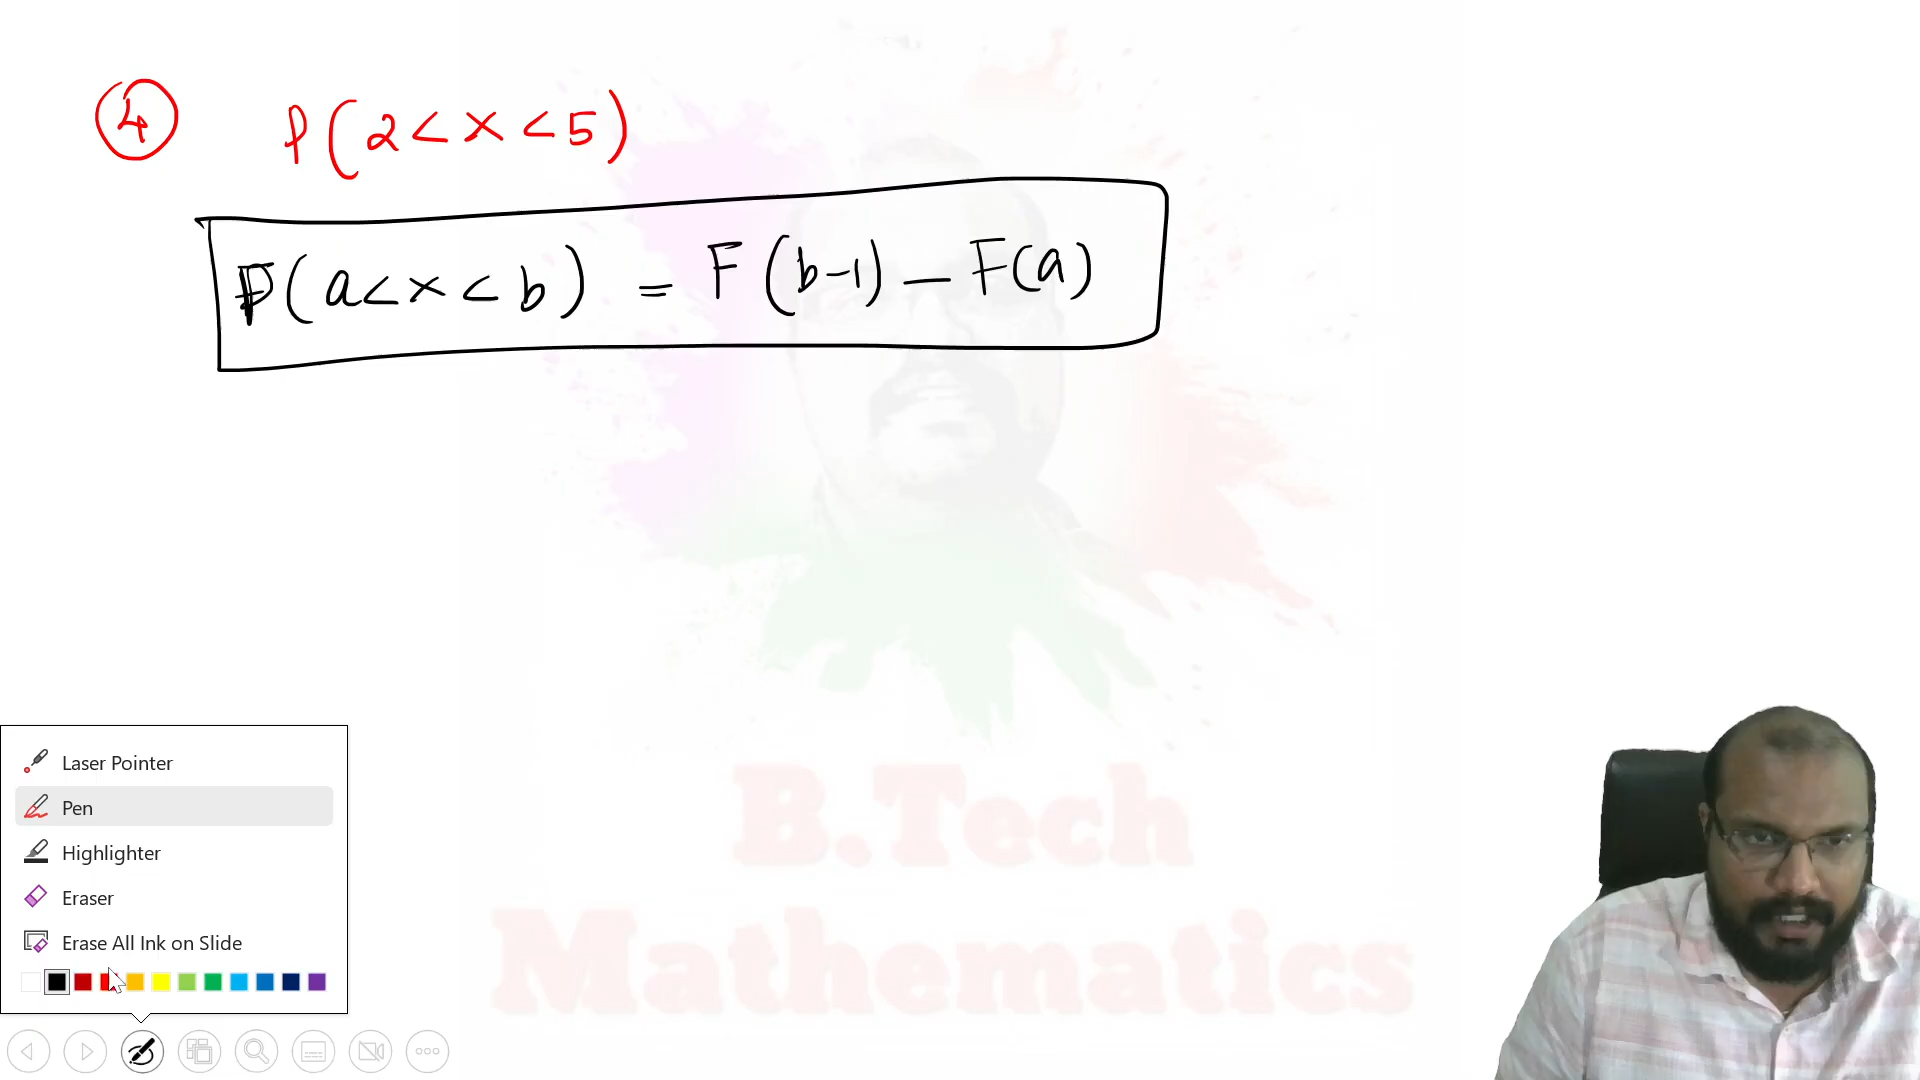 ④ P(2<x<5)
P(a<x<b) = F(b-1) - F(a)
B.Tech
Mathematics
Laser Pointer
Pen
Highlighter
Eraser
Erase All Ink on Slide